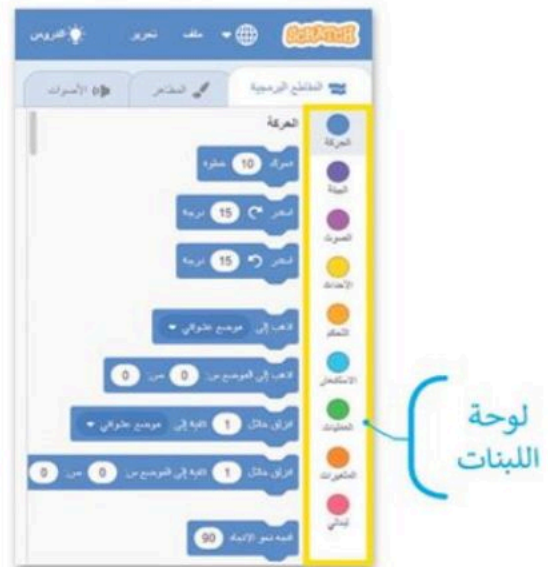 SCRATCH
ملف
تحرير
الدروس
المقاطع البرمجية
المظاهر
الأصوات
الحركة
الحركة
الهيئة
الصوت
الأحداث
التحكم
الاستشعار
العمليات
المتغيرات
لبناتي
تحرك 10 خطوة
استدر 15 درجة
استدر 15 درجة
اذهب إلى موضع عشوائي
اذهب إلى الموضع س: 0 ص: 0
انزلق خلال 1 ثانية إلى موضع عشوائي
انزلق خلال 1 ثانية إلى الموضع س: 0 ص: 0
اتجه نحو الاتجاه 90
لوحة
اللبنات